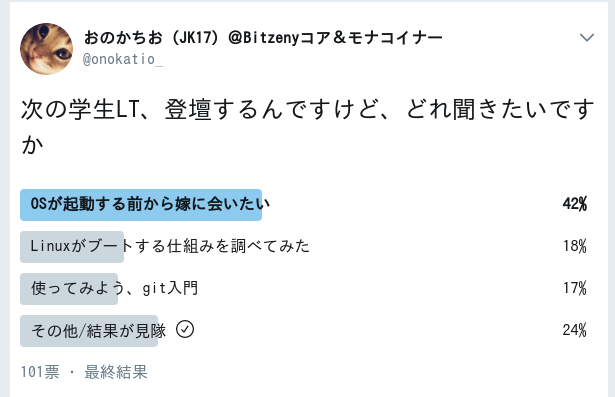 おのかちお（JK17）@Bitzenyコア＆モナコイナー
@onokatio_
次の学生LT、登壇するんですけど、どれ聞きたいです
か
OSが起動する前から嫁に会いたい 42%
Linuxがブートする仕組みを調べてみた 18%
使ってみよう、git入門 17%
その他/結果が見隊 24%
101票 · 最終結果